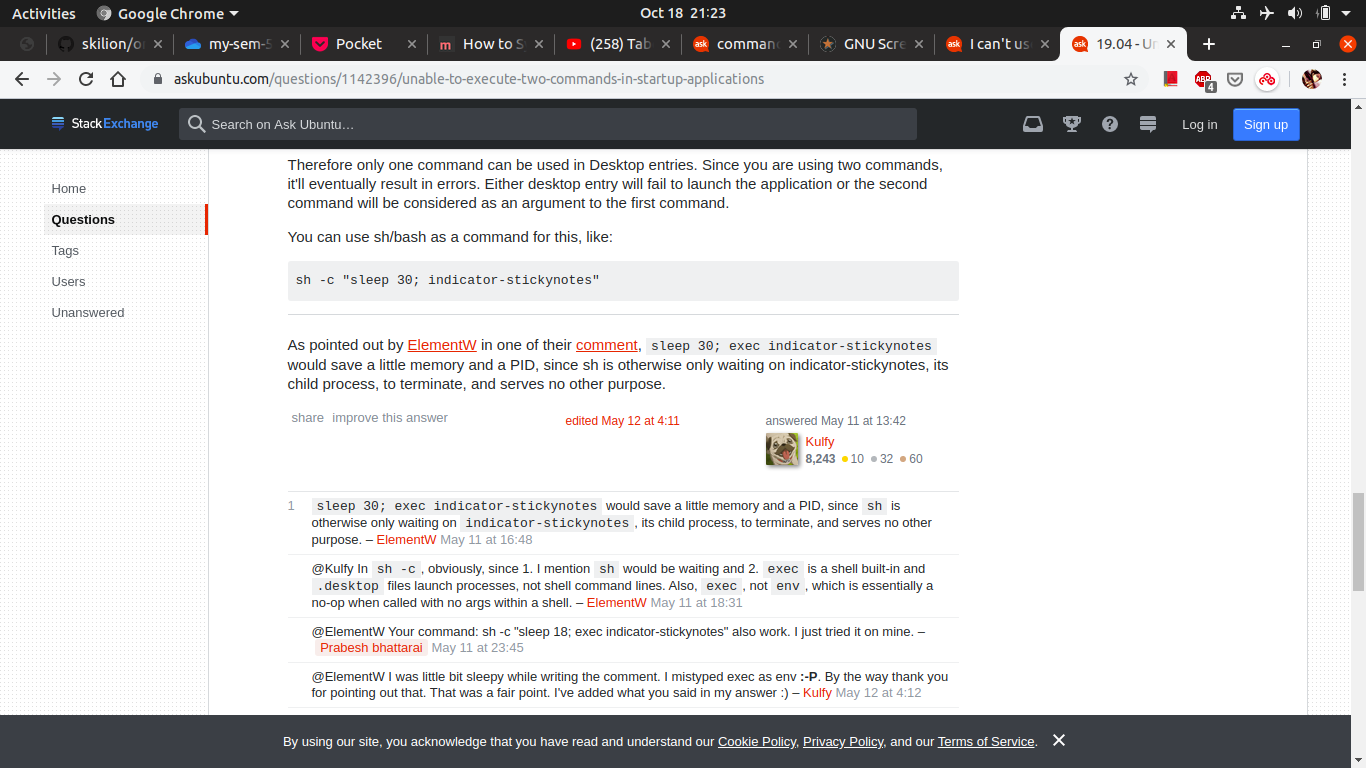 Activities Google Chrome Oct 18 21:23
skilion/o my-sem-5 Pocket How to S (258) Tab comman GNU Scre I can't us 19.04 - Un
askubuntu.com/questions/1142396/unable-to-execute-two-commands-in-startup-applications ABP 4
StackExchange Search on Ask Ubuntu… Log in Sign up
Home
Questions
Tags
Users
Unanswered
Therefore only one command can be used in Desktop entries. Since you are using two commands,
it'll eventually result in errors. Either desktop entry will fail to launch the application or the second
command will be considered as an argument to the first command.
You can use sh/bash as a command for this, like:
sh -c "sleep 30; indicator-stickynotes"
As pointed out by ElementW in one of their comment, sleep 30; exec indicator-stickynotes
would save a little memory and a PID, since sh is otherwise only waiting on indicator-stickynotes, its
child process, to terminate, and serves no other purpose.
share improve this answer edited May 12 at 4:11 answered May 11 at 13:42
Kulfy
8,243 10 32 60
1 sleep 30; exec indicator-stickynotes would save a little memory and a PID, since sh is
otherwise only waiting on indicator-stickynotes, its child process, to terminate, and serves no other
purpose. – ElementW May 11 at 16:48
@Kulfy In sh -c, obviously, since 1. I mention sh would be waiting and 2. exec is a shell built-in and
.desktop files launch processes, not shell command lines. Also, exec, not env, which is essentially a
no-op when called with no args within a shell. – ElementW May 11 at 18:31
@ElementW Your command: sh -c "sleep 18; exec indicator-stickynotes" also work. I just tried it on mine. –
Prabesh bhattarai May 11 at 23:45
@ElementW I was little bit sleepy while writing the comment. I mistyped exec as env :-P. By the way thank you
for pointing out that. That was a fair point. I've added what you said in my answer :) – Kulfy May 12 at 4:12
By using our site, you acknowledge that you have read and understand our Cookie Policy, Privacy Policy, and our Terms of Service.